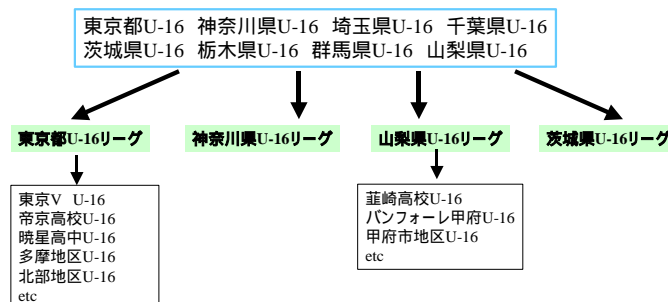 東京都U-16 神奈川県U-16 埼玉県U-16 千葉県U-16
茨城県U-16 栃木県U-16 群馬県U-16 山梨県U-16
東京都U-16リーグ
神奈川県U-16リーグ
山梨県U-16リーグ
茨城県U-16リーグ
東京V U-16
帝京高校U-16
暁星高中U-16
多摩地区U-16
北部地区U-16
etc
韮崎高校U-16
バンフォーレ甲府U-16
甲府市地区U-16
etc